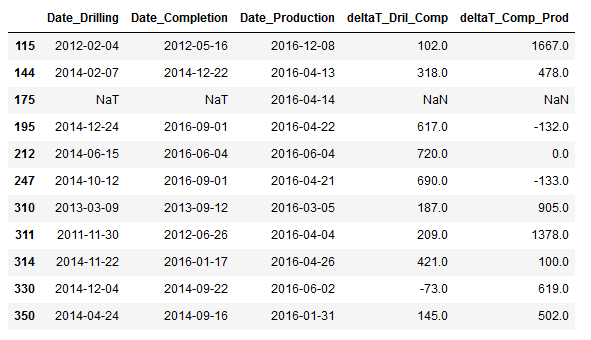 Date_Drilling Date_Completion Date_Production deltaT_Dril_Comp deltaT_Comp_Prod
115 2012-02-04 2012-05-16 2016-12-08 102.0 1667.0
144 2014-02-07 2014-12-22 2016-04-13 318.0 478.0
175 NaT NaT 2016-04-14 NaN NaN
195 2014-12-24 2016-09-01 2016-04-22 617.0 -132.0
212 2014-06-15 2016-06-04 2016-06-04 720.0 0.0
247 2014-10-12 2016-09-01 2016-04-21 690.0 -133.0
310 2013-03-09 2013-09-12 2016-03-05 187.0 905.0
311 2011-11-30 2012-06-26 2016-04-04 209.0 1378.0
314 2014-11-22 2016-01-17 2016-04-26 421.0 100.0
330 2014-12-04 2014-09-22 2016-06-02 -73.0 619.0
350 2014-04-24 2014-09-16 2016-01-31 145.0 502.0